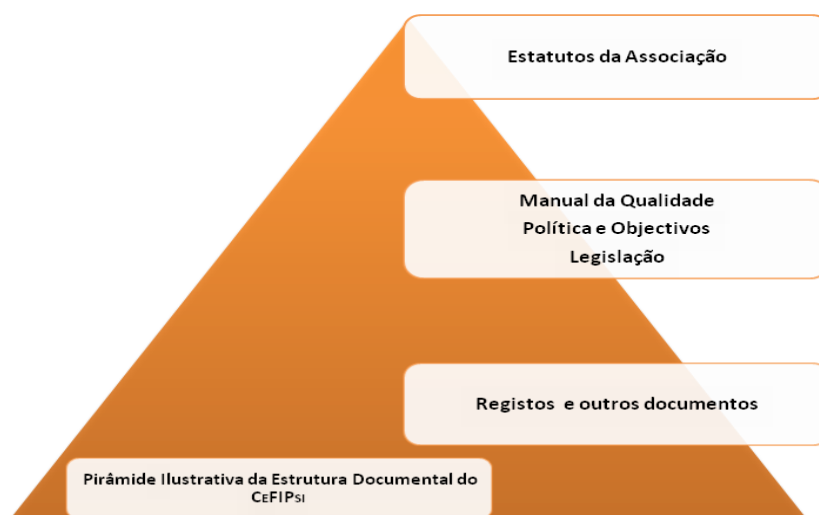 Estatutos da Associação
Manual da Qualidade
Política e Objectivos
Legislação
Registos e outros documentos
Pirâmide Ilustrativa da Estrutura Documental do
CEFIPSI